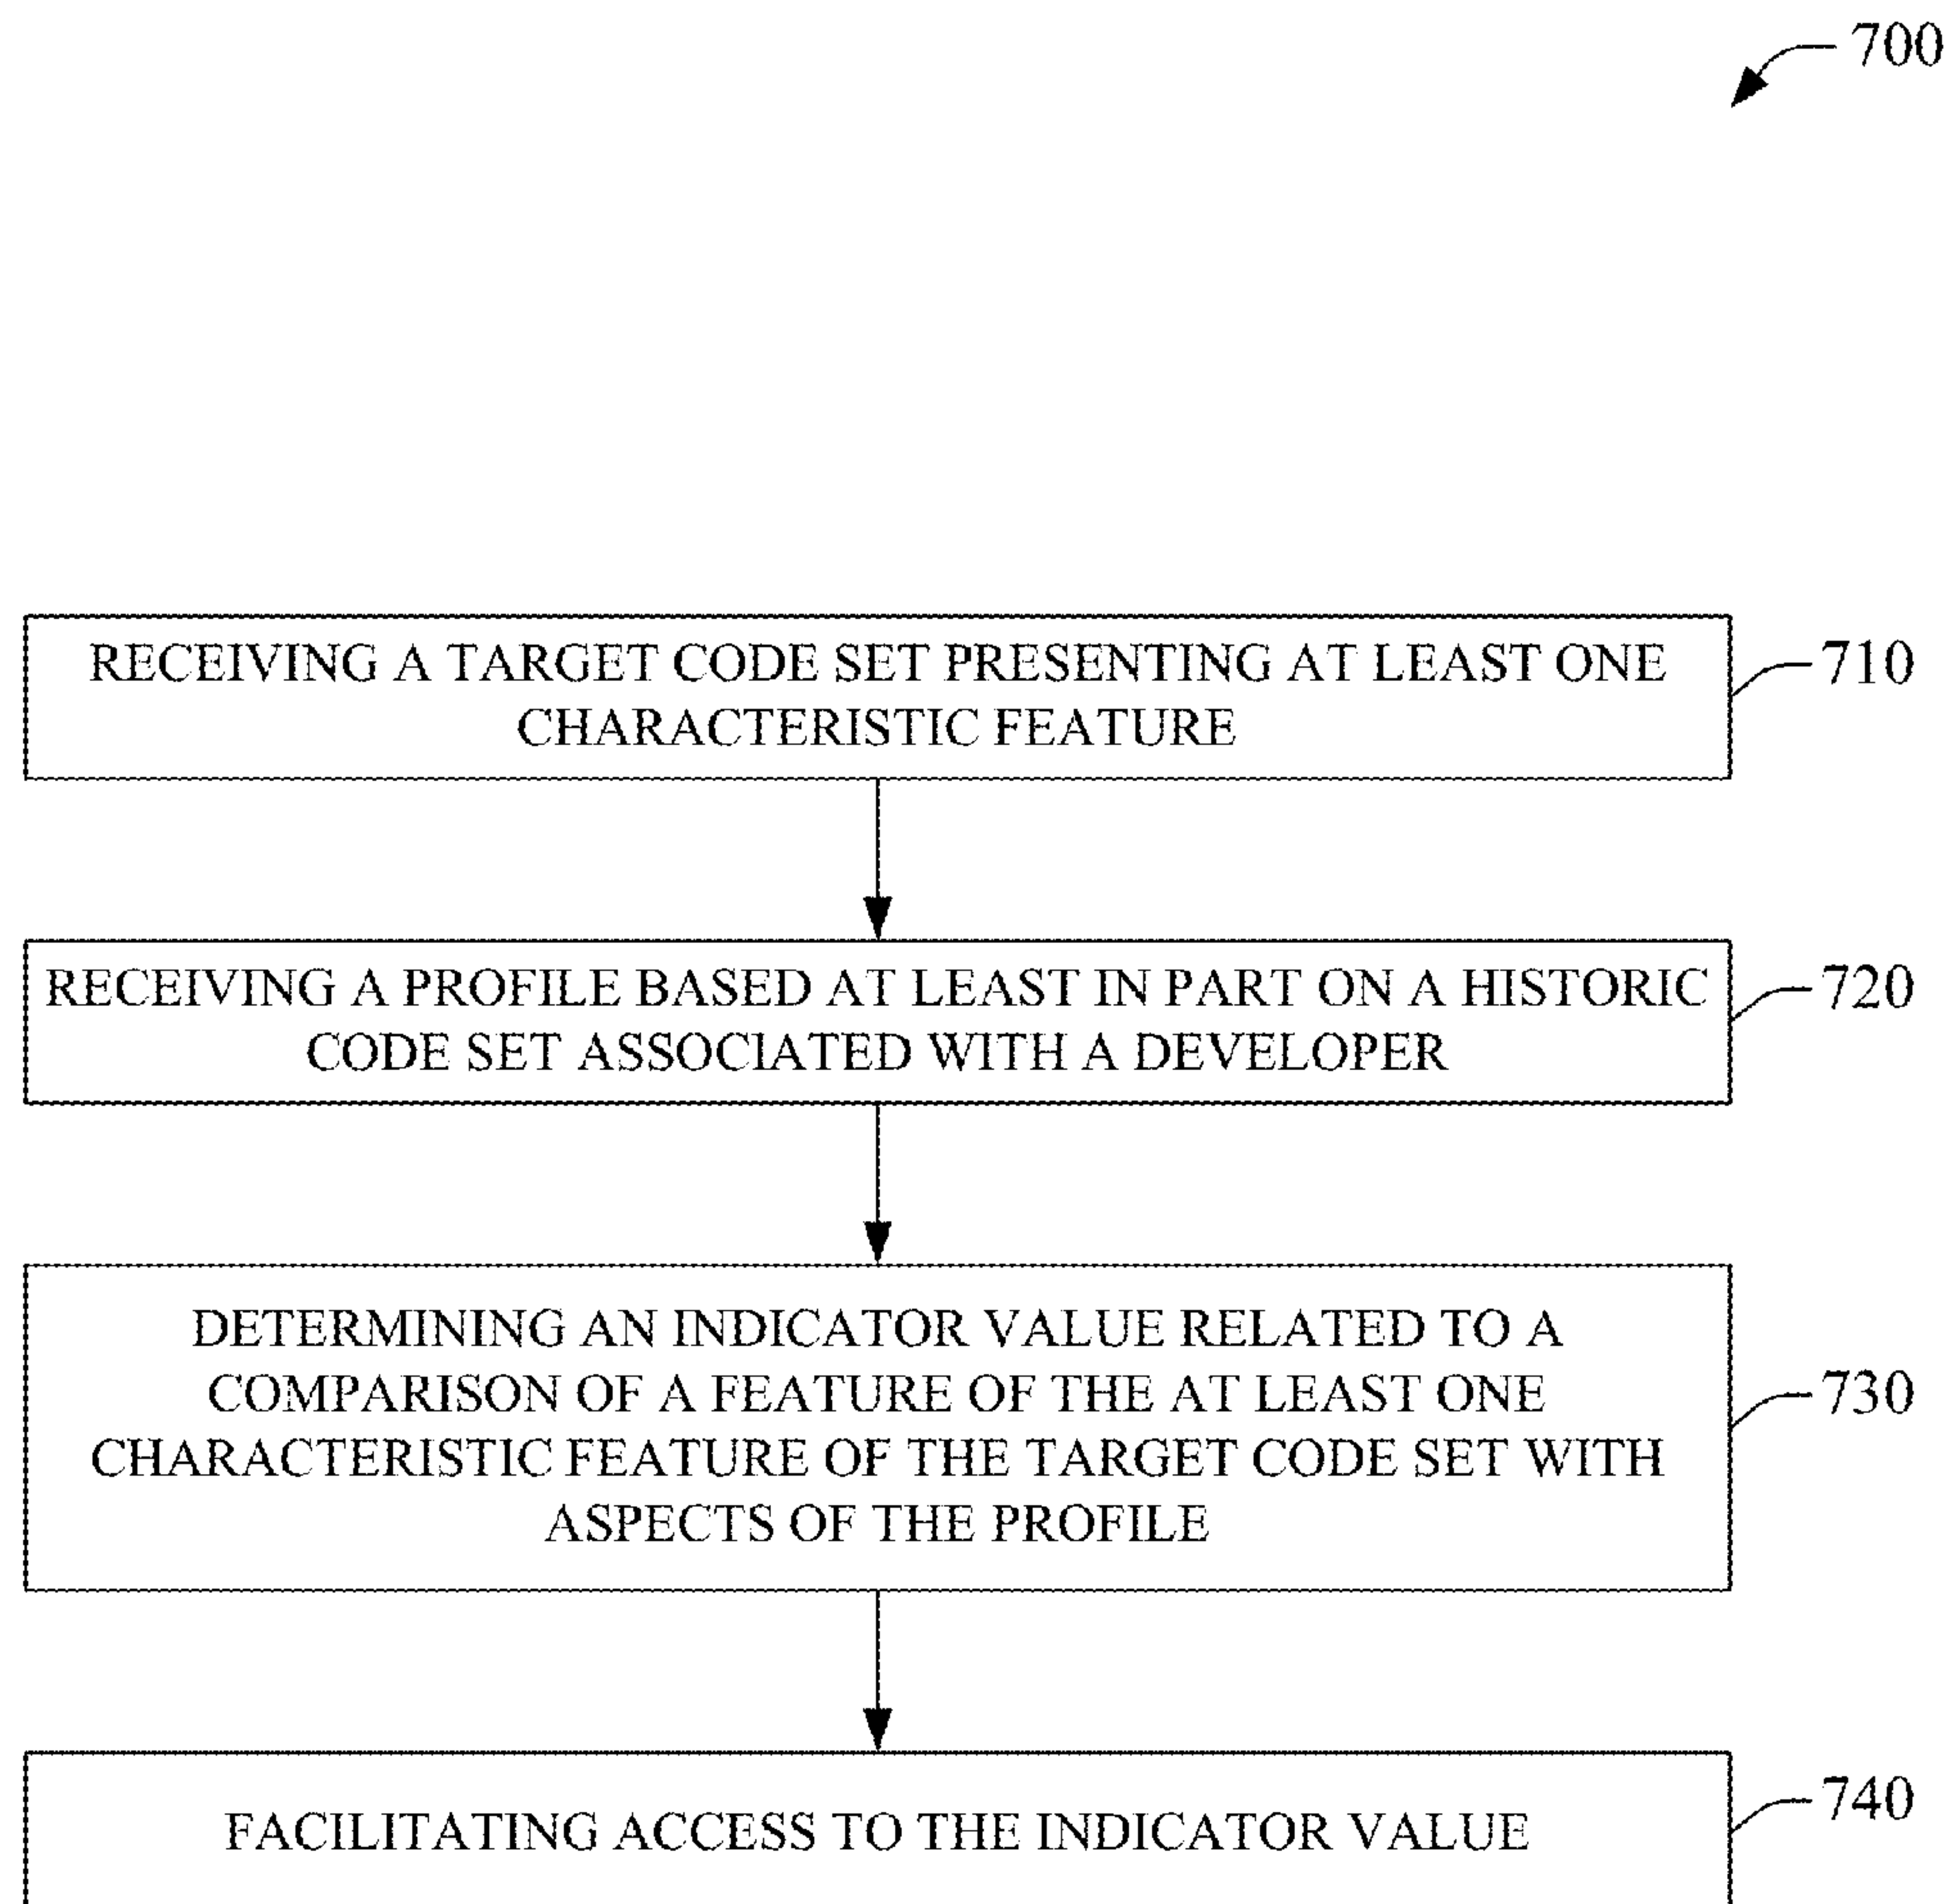 700
RECEIVING A TARGET CODE SET PRESENTING AT LEAST ONE
CHARACTERISTIC FEATURE
710
RECEIVING A PROFILE BASED AT LEAST IN PART ON A HISTORIC
CODE SET ASSOCIATED WITH A DEVELOPER
720
DETERMINING AN INDICATOR VALUE RELATED TO A
COMPARISON OF A FEATURE OF THE AT LEAST ONE
CHARACTERISTIC FEATURE OF THE TARGET CODE SET WITH
ASPECTS OF THE PROFILE
730
FACILITATING ACCESS TO THE INDICATOR VALUE
740